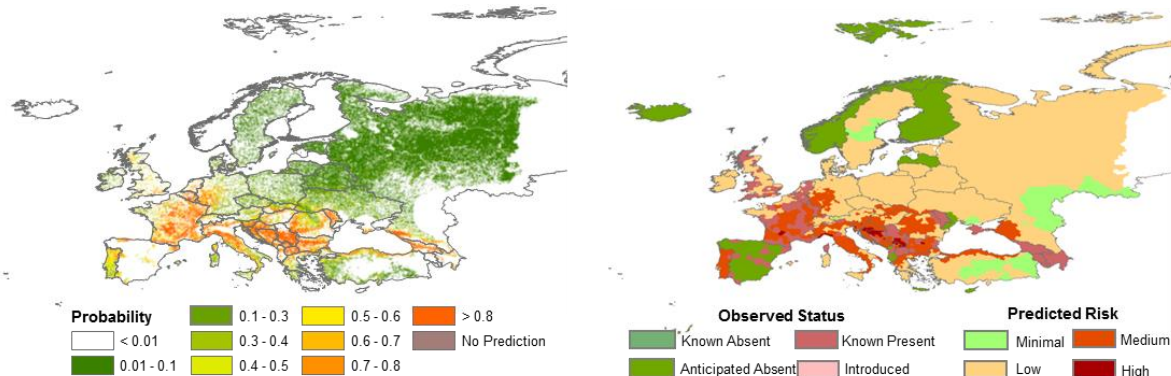 Probability
< 0.01
0.01 - 0.1
0.1 - 0.3
0.3 - 0.4
0.4 - 0.5
0.5 - 0.6
0.6 - 0.7
0.7 - 0.8
> 0.8
No Prediction
Observed Status
Known Absent
Known Present
Anticipated Absent
Introduced
Predicted Risk
Minimal
Medium
Low
High